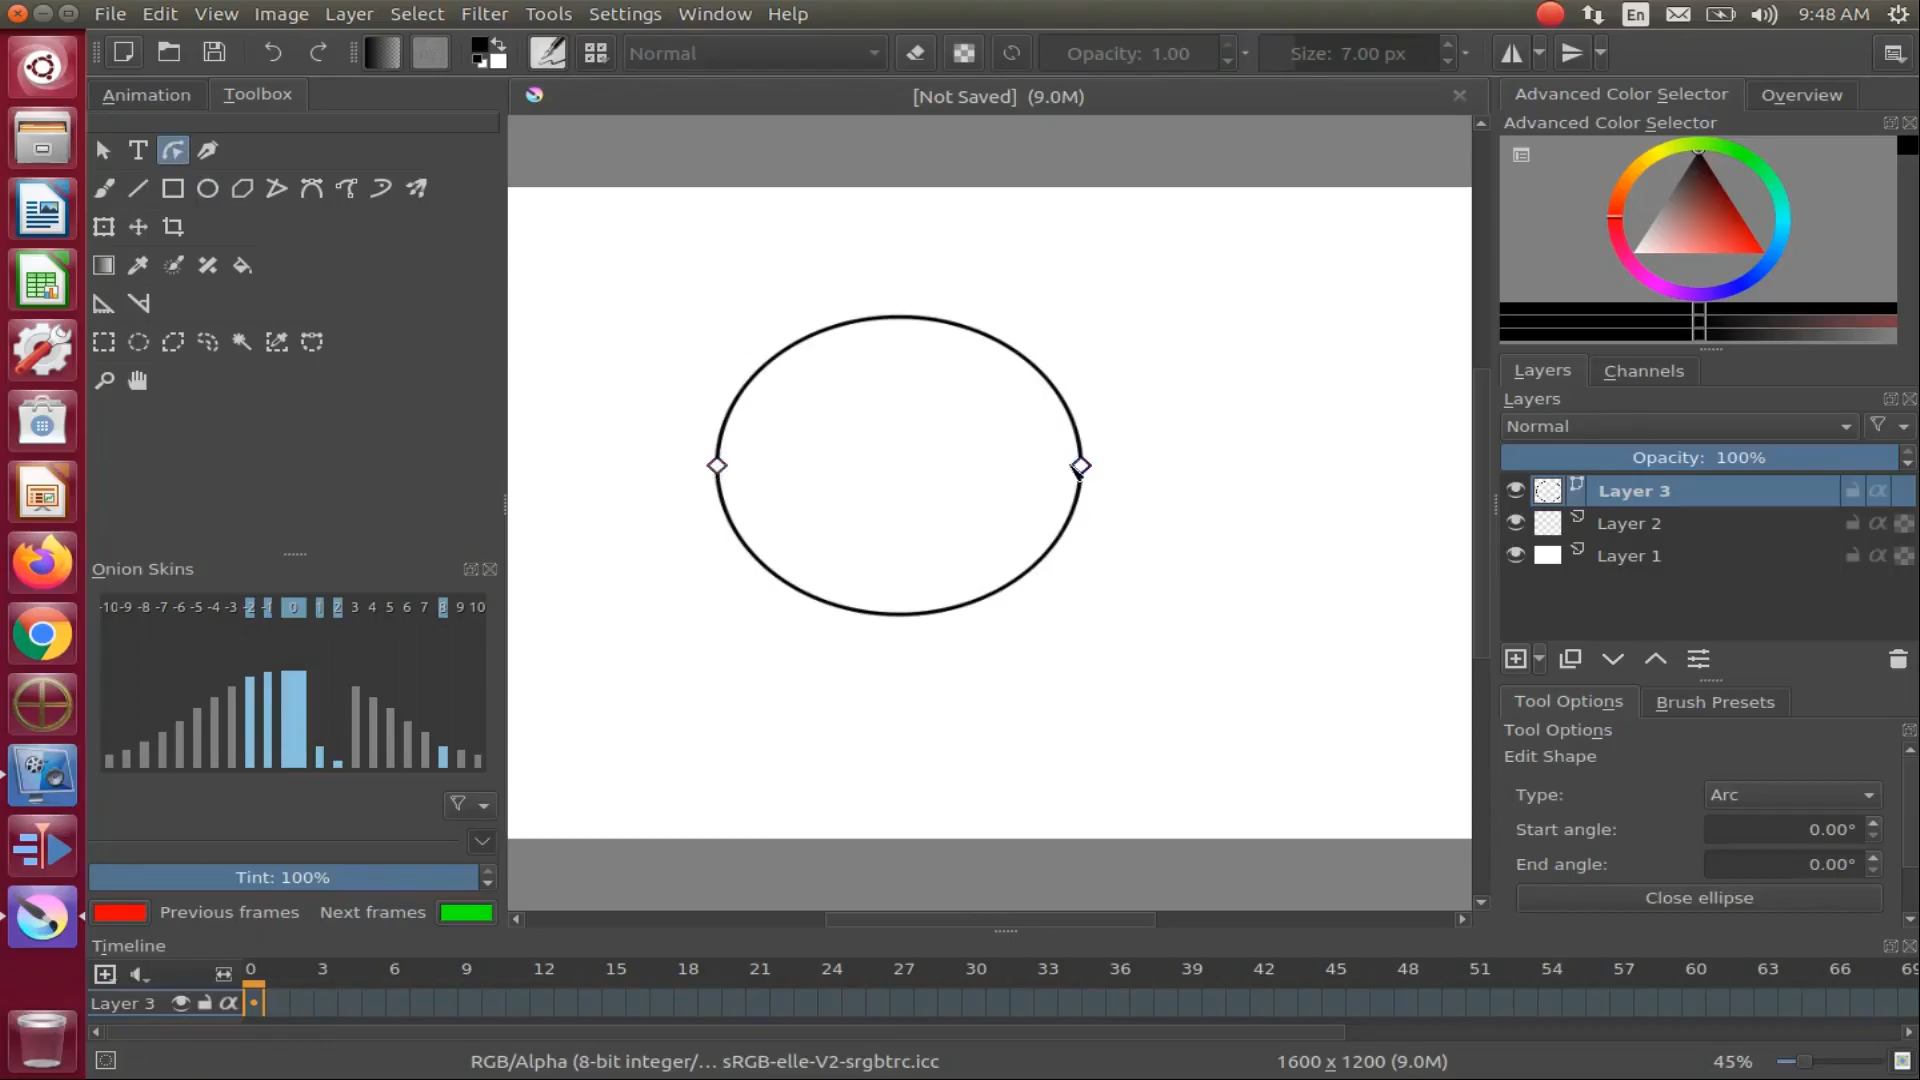 File Edit View Image Layer Select Filter Tools Settings Window Help En 9:48 AM
Normal Opacity: 1.00 Size: 7.00 px
Animation Toolbox [Not Saved] (9.0M) Advanced Color Selector Overview
Advanced Color Selector
Layers Channels
Layers
Normal
Opacity: 100%
Layer 3
Layer 2
Layer 1
Onion Skins
-10 -9 -8 -7 -6 -5 -4 -3 -2 -1 0 1 2 3 4 5 6 7 8 9 10
Tool Options Brush Presets
Tool Options
Edit Shape
Type: Arc
Start angle: 0.00°
End angle: 0.00°
Close ellipse
Tint: 100%
Previous frames Next frames
Timeline
0 3 6 9 12 15 18 21 24 27 30 33 36 39 42 45 48 51 54 57 60 63 66 69
Layer 3
RGB/Alpha (8-bit integer/... sRGB-elle-V2-srgbtrc.icc 1600 x 1200 (9.0M) 45%